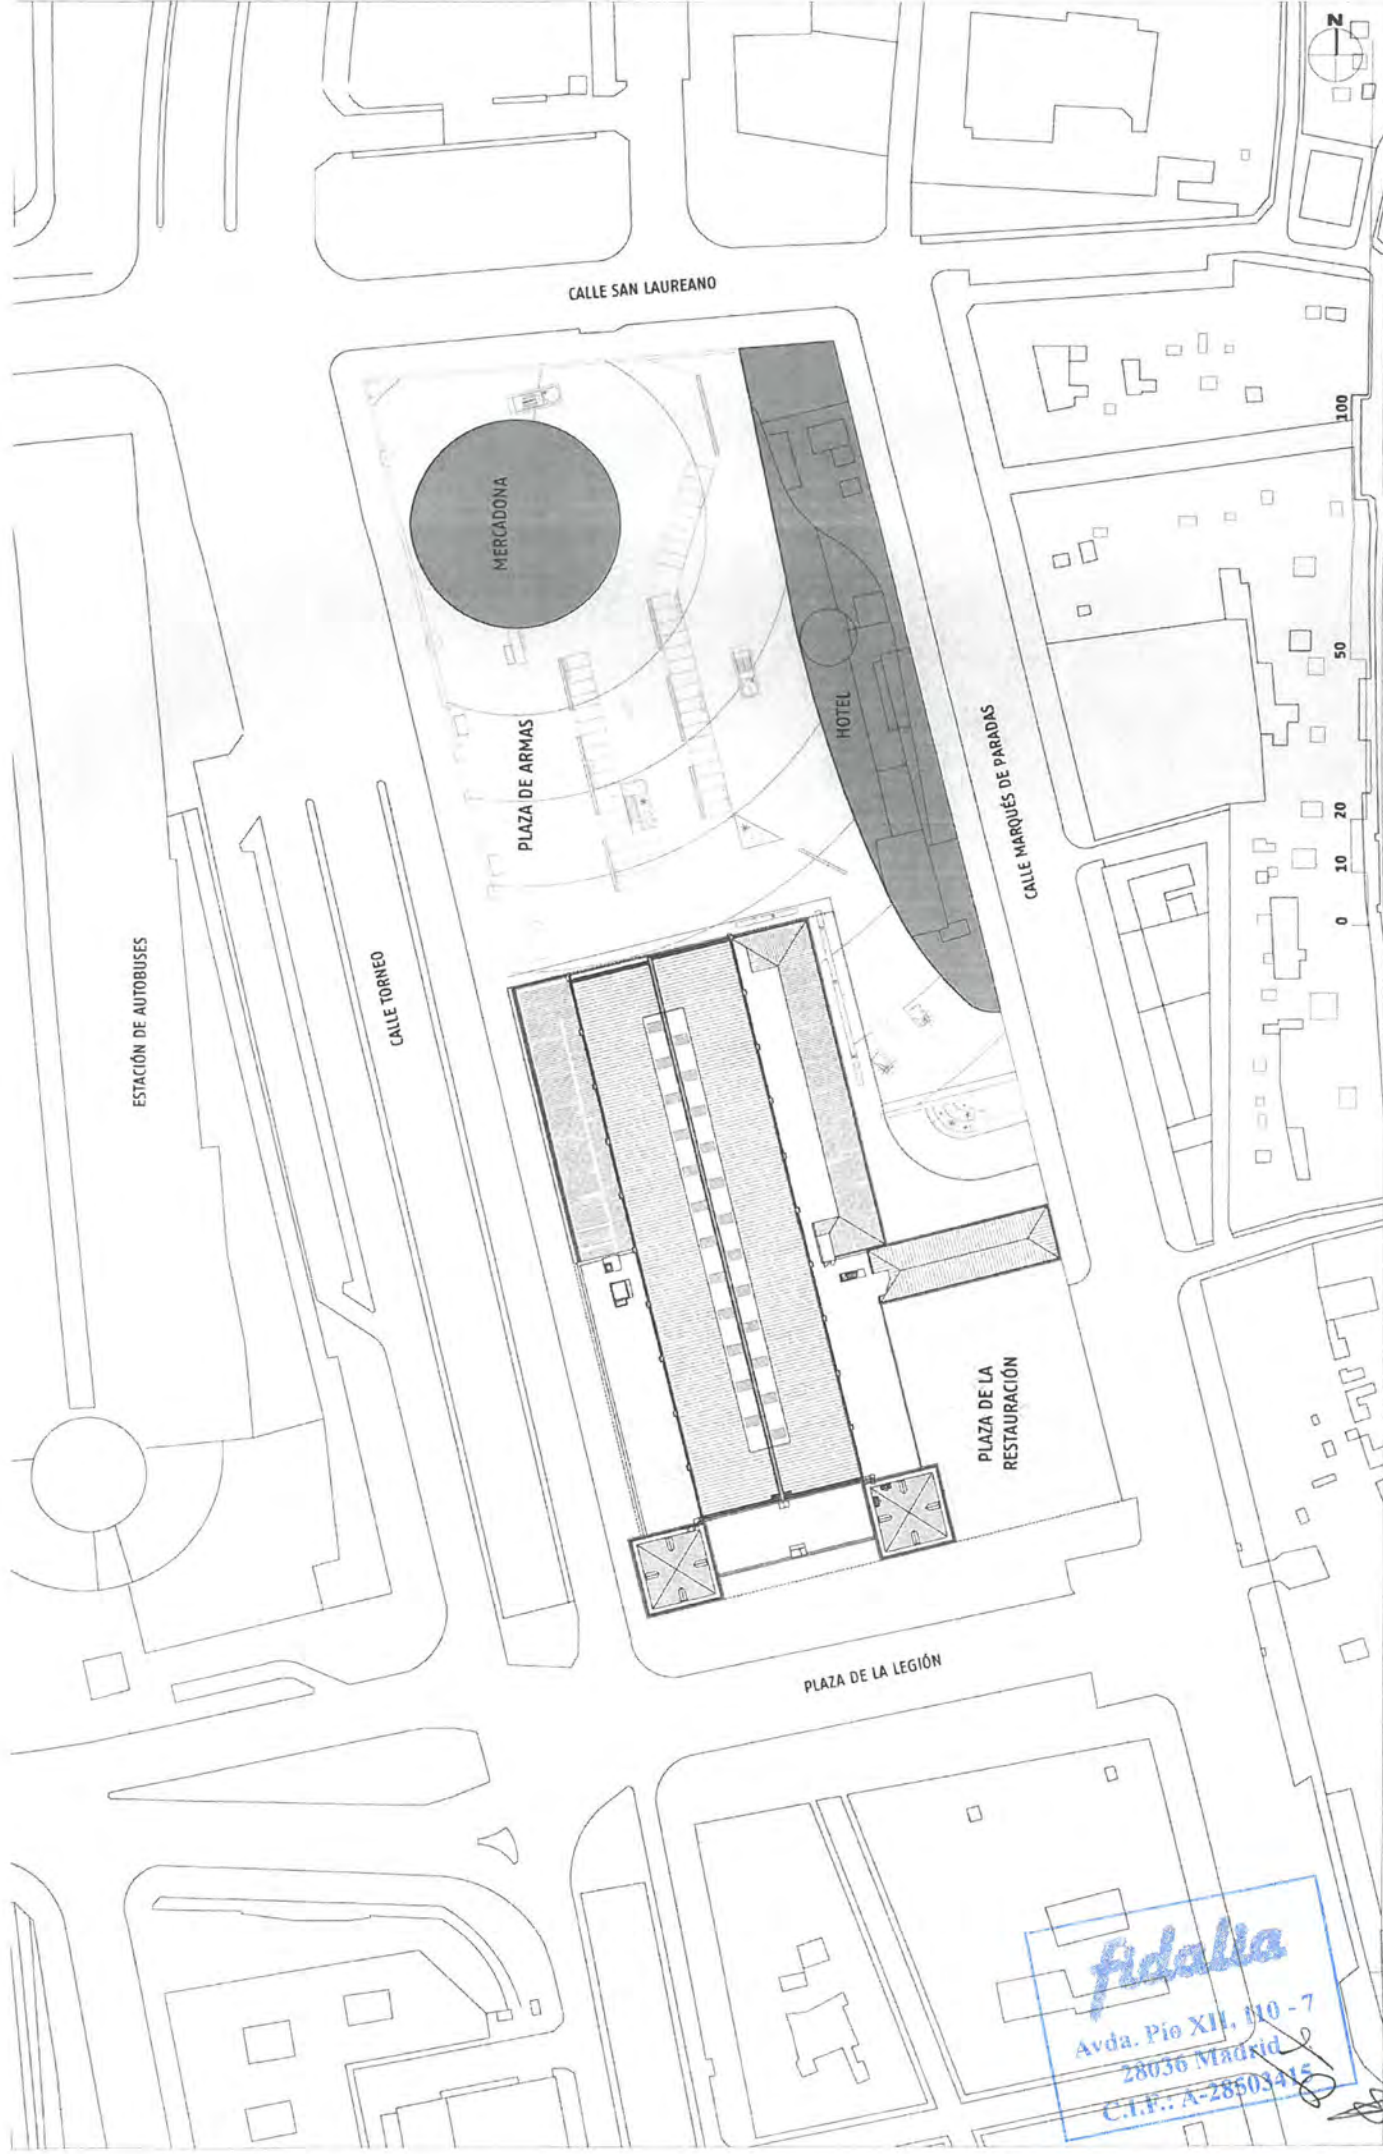 N
CALLE SAN LAUREANO
MERCADONA
PLAZA DE ARMAS
HOTEL
CALLE MARQUÉS DE PARADAS
ESTACIÓN DE AUTOBUSES
CALLE TORNEO
PLAZA DE LA
RESTAURACIÓN
PLAZA DE LA LEGIÓN
0
10
20
50
100
fidalia
Avda. Pío XII, 110 - 7
28036 Madrid
C.I.F.: A-28503415